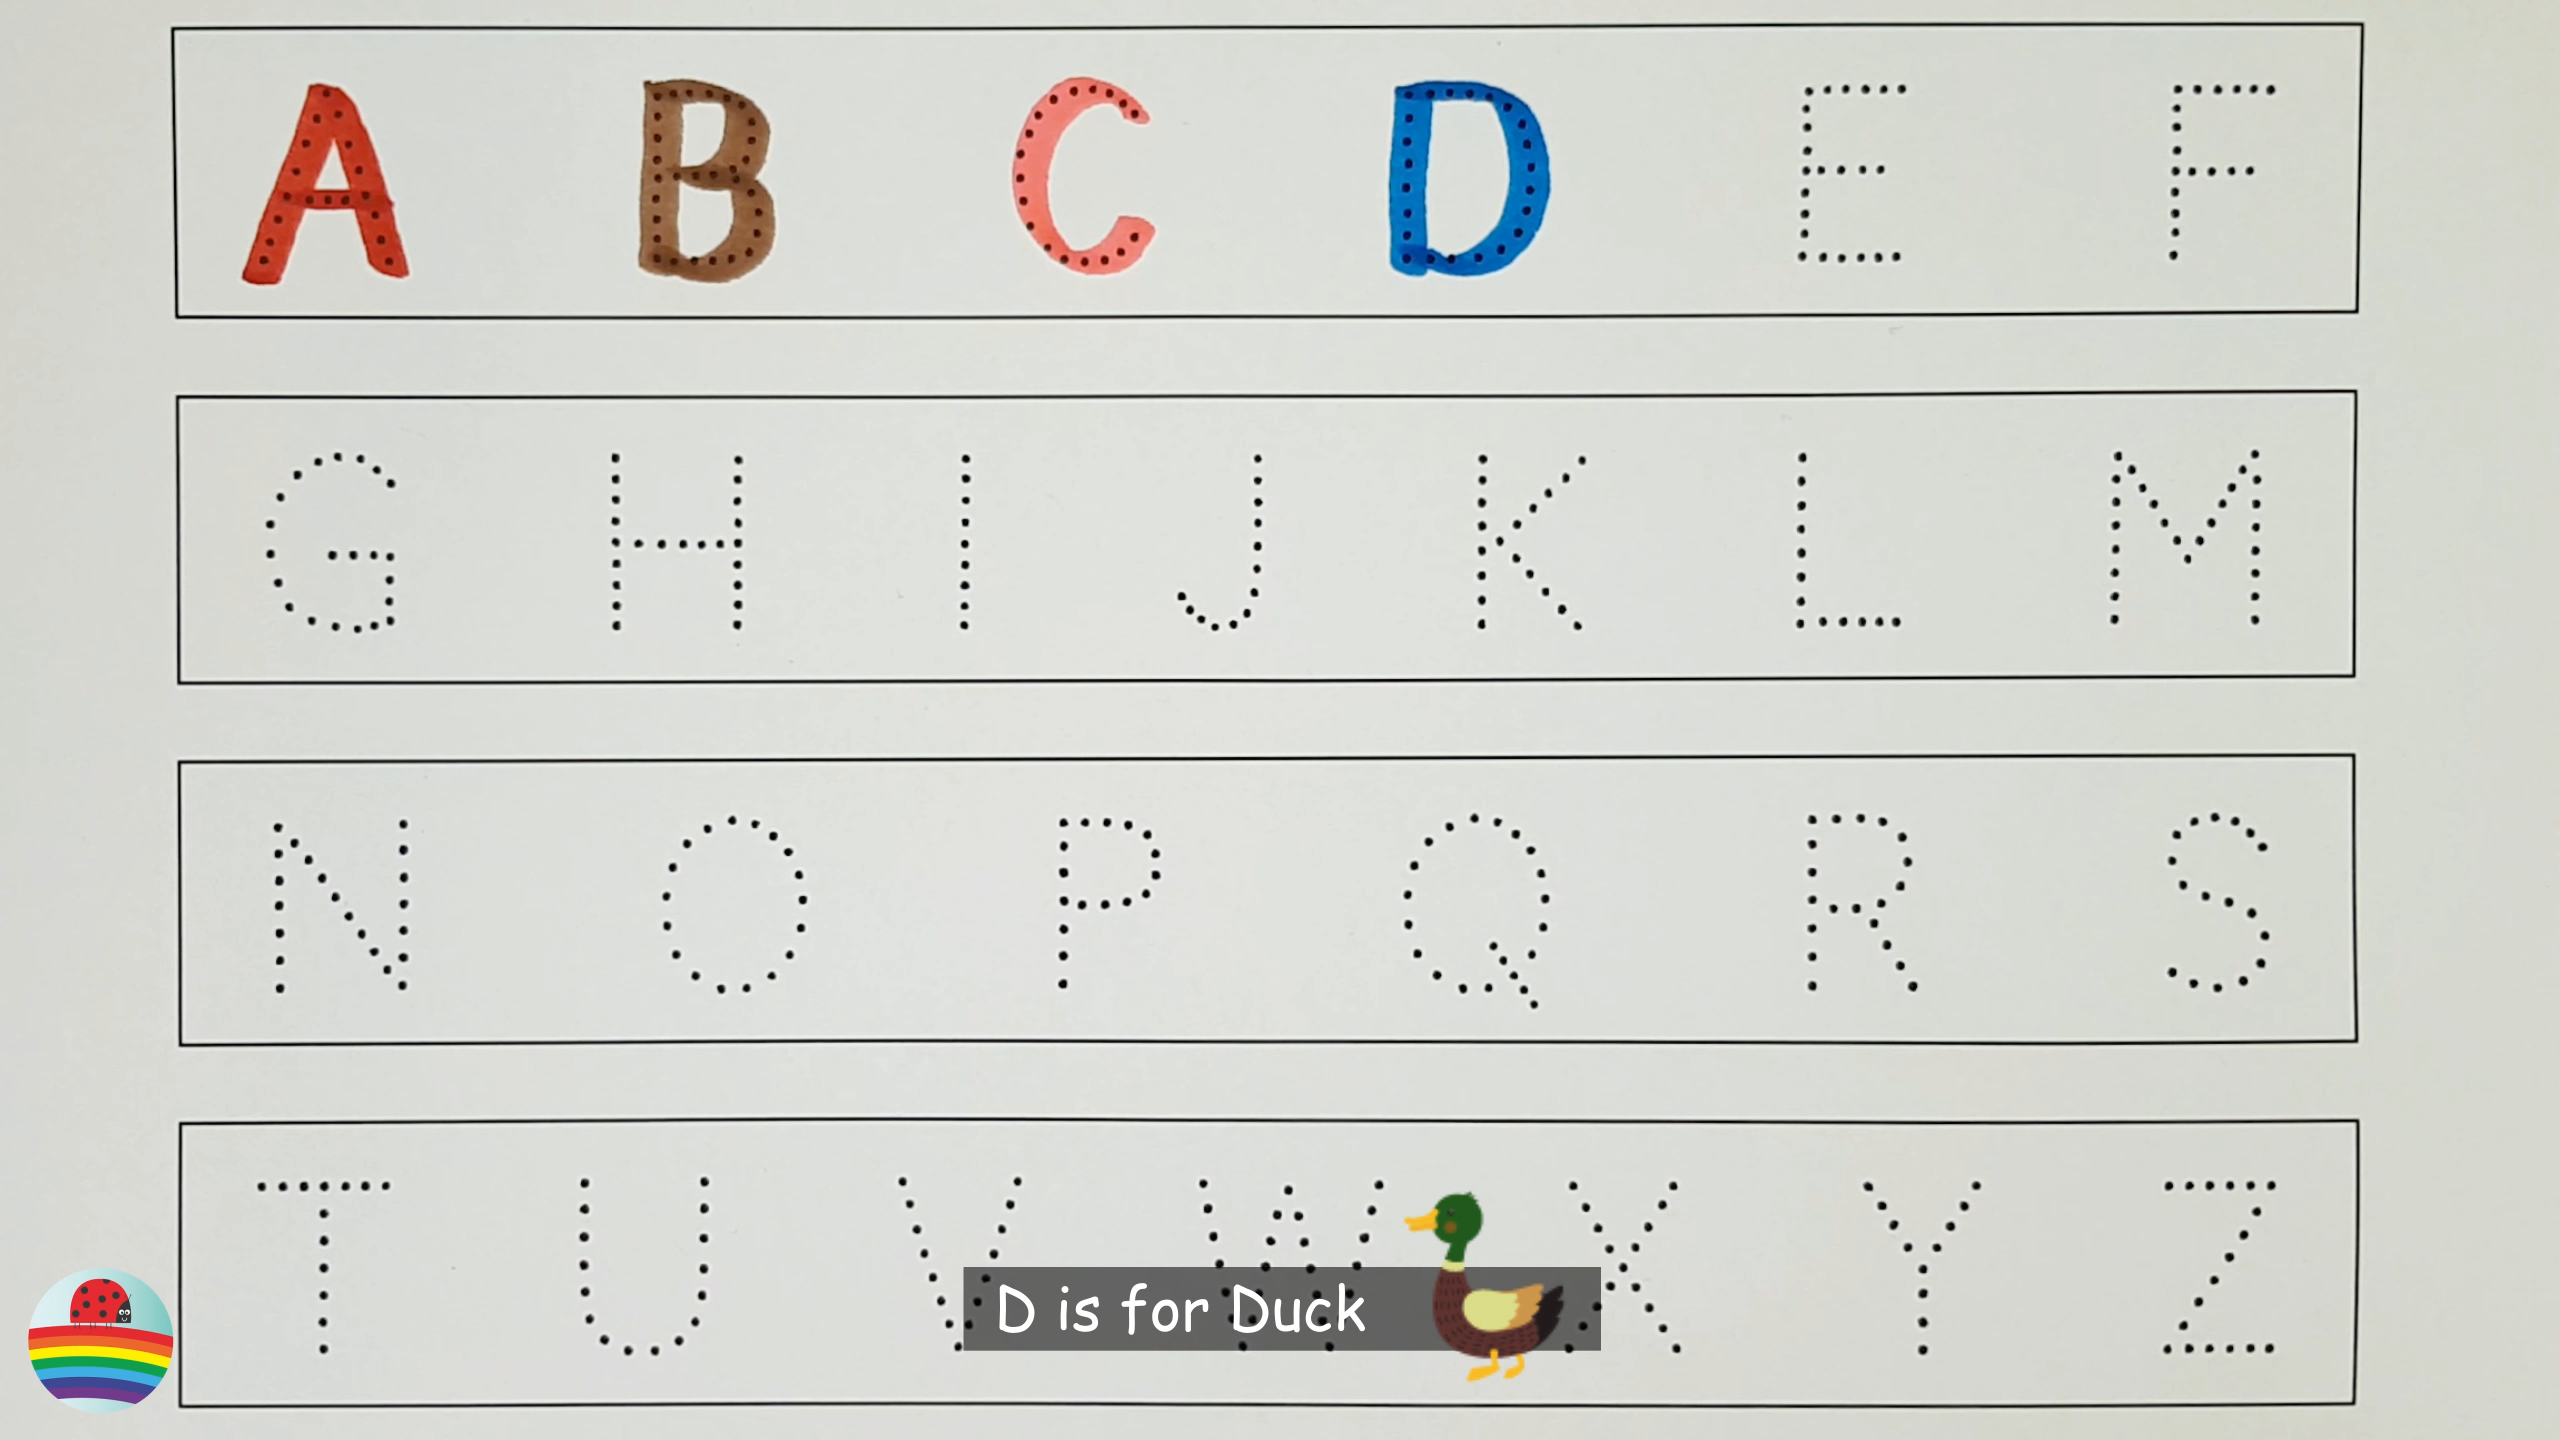 A B C D E F
G H I J K L M
N O P Q R S
T U V W X Y Z
D is for Duck